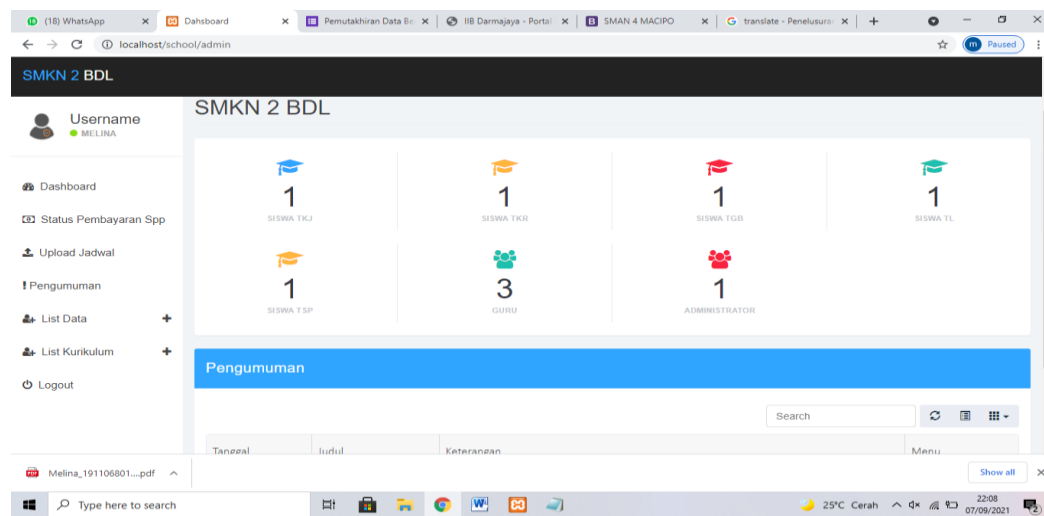 (18) WhatsApp
Dahsboard
Pemutakhiran Data Be
IIB Darmajaya - Portal
SMAN 4 MACIPO
translate - Penelusuran
localhost/school/admin
m Paused
SMKN 2 BDL
Username
MELINA
Dashboard
Status Pembayaran Spp
Upload Jadwal
Pengumuman
List Data
List Kurikulum
Logout
SMKN 2 BDL
1 1 1 1
SISWA TKJ SISWA TKR SISWA TGB SISWA TL
1 3 1
SISWA TSP GURU ADMINISTRATOR
Pengumuman
Search
Tanggal Judul Keterangan Menu
Melina_191106801....pdf
Show all
Type here to search
25°C Cerah
22:08
07/09/2021
2